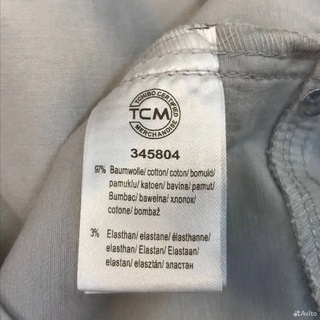 TCHIBO CERTIFIED
TCM
MERCHANDISE
345804
97% Baumwolle/ cotton/ coton/ bomuld/
pamuklu/ katoen/ bavlna/ pamut/
Bumbac/ bawełna/ хлопок/
cotone/ bombaž
3% Elasthan/ elastane/ élasthanne/
elasthan/ Elastan/ Elastaan/
elastan/ elasztán/ эластан
Avito